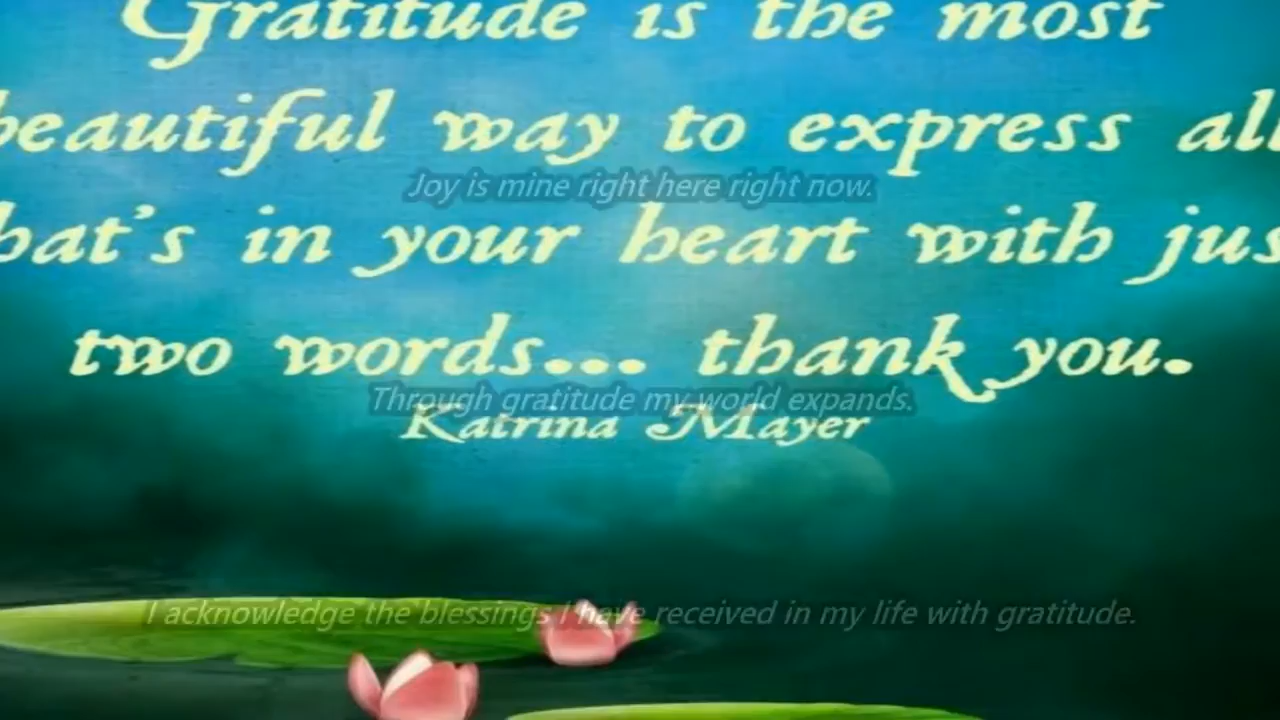 Gratitude is the most
beautiful way to express all
Joy is mine right here right now.
hat's in your heart with jus
two words... thank you.
Through gratitude my world expands.
Katrina Mayer
I acknowledge the blessings I have received in my life with gratitude.